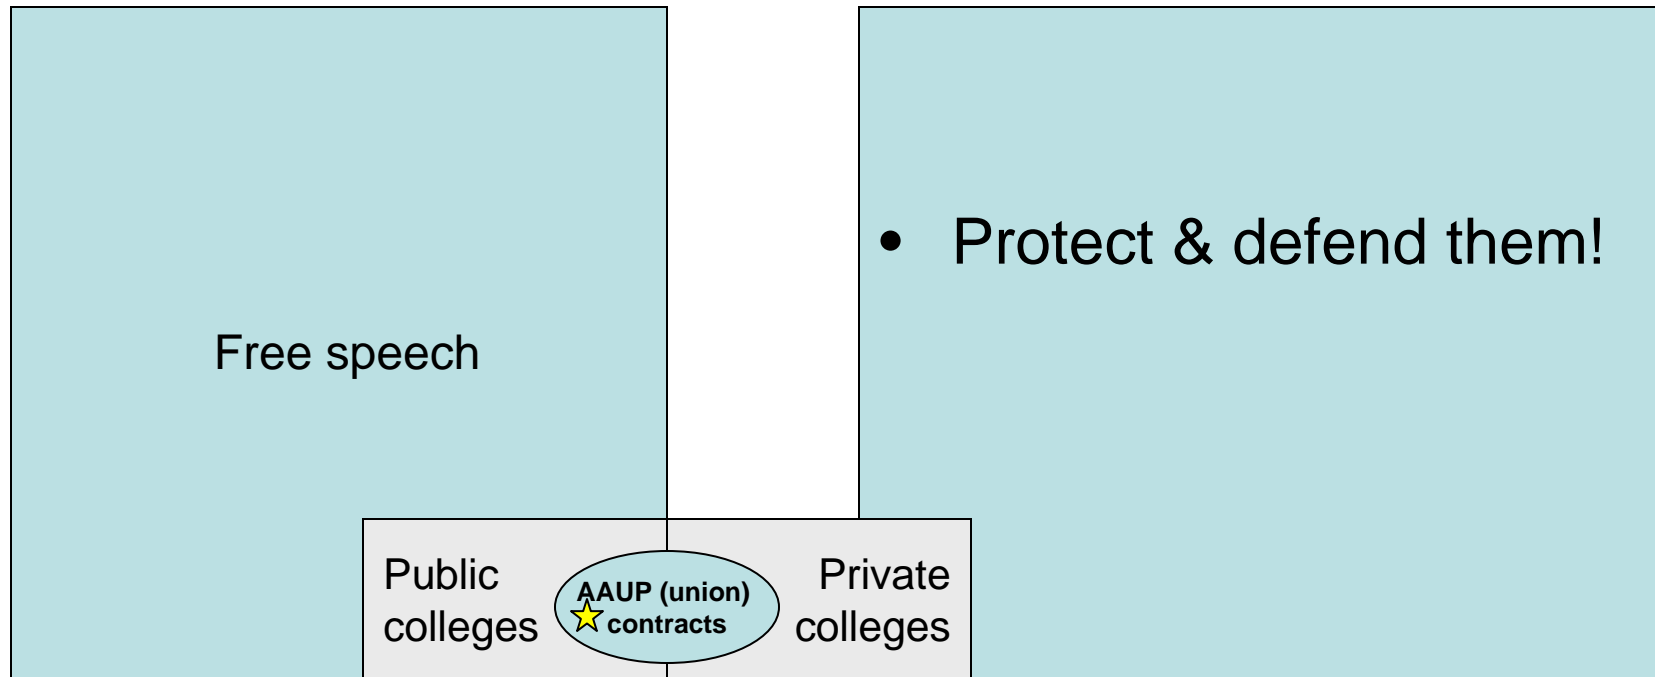 Free speech
• Protect & defend them!
Public
colleges
AAUP (union)
contracts
Private
colleges